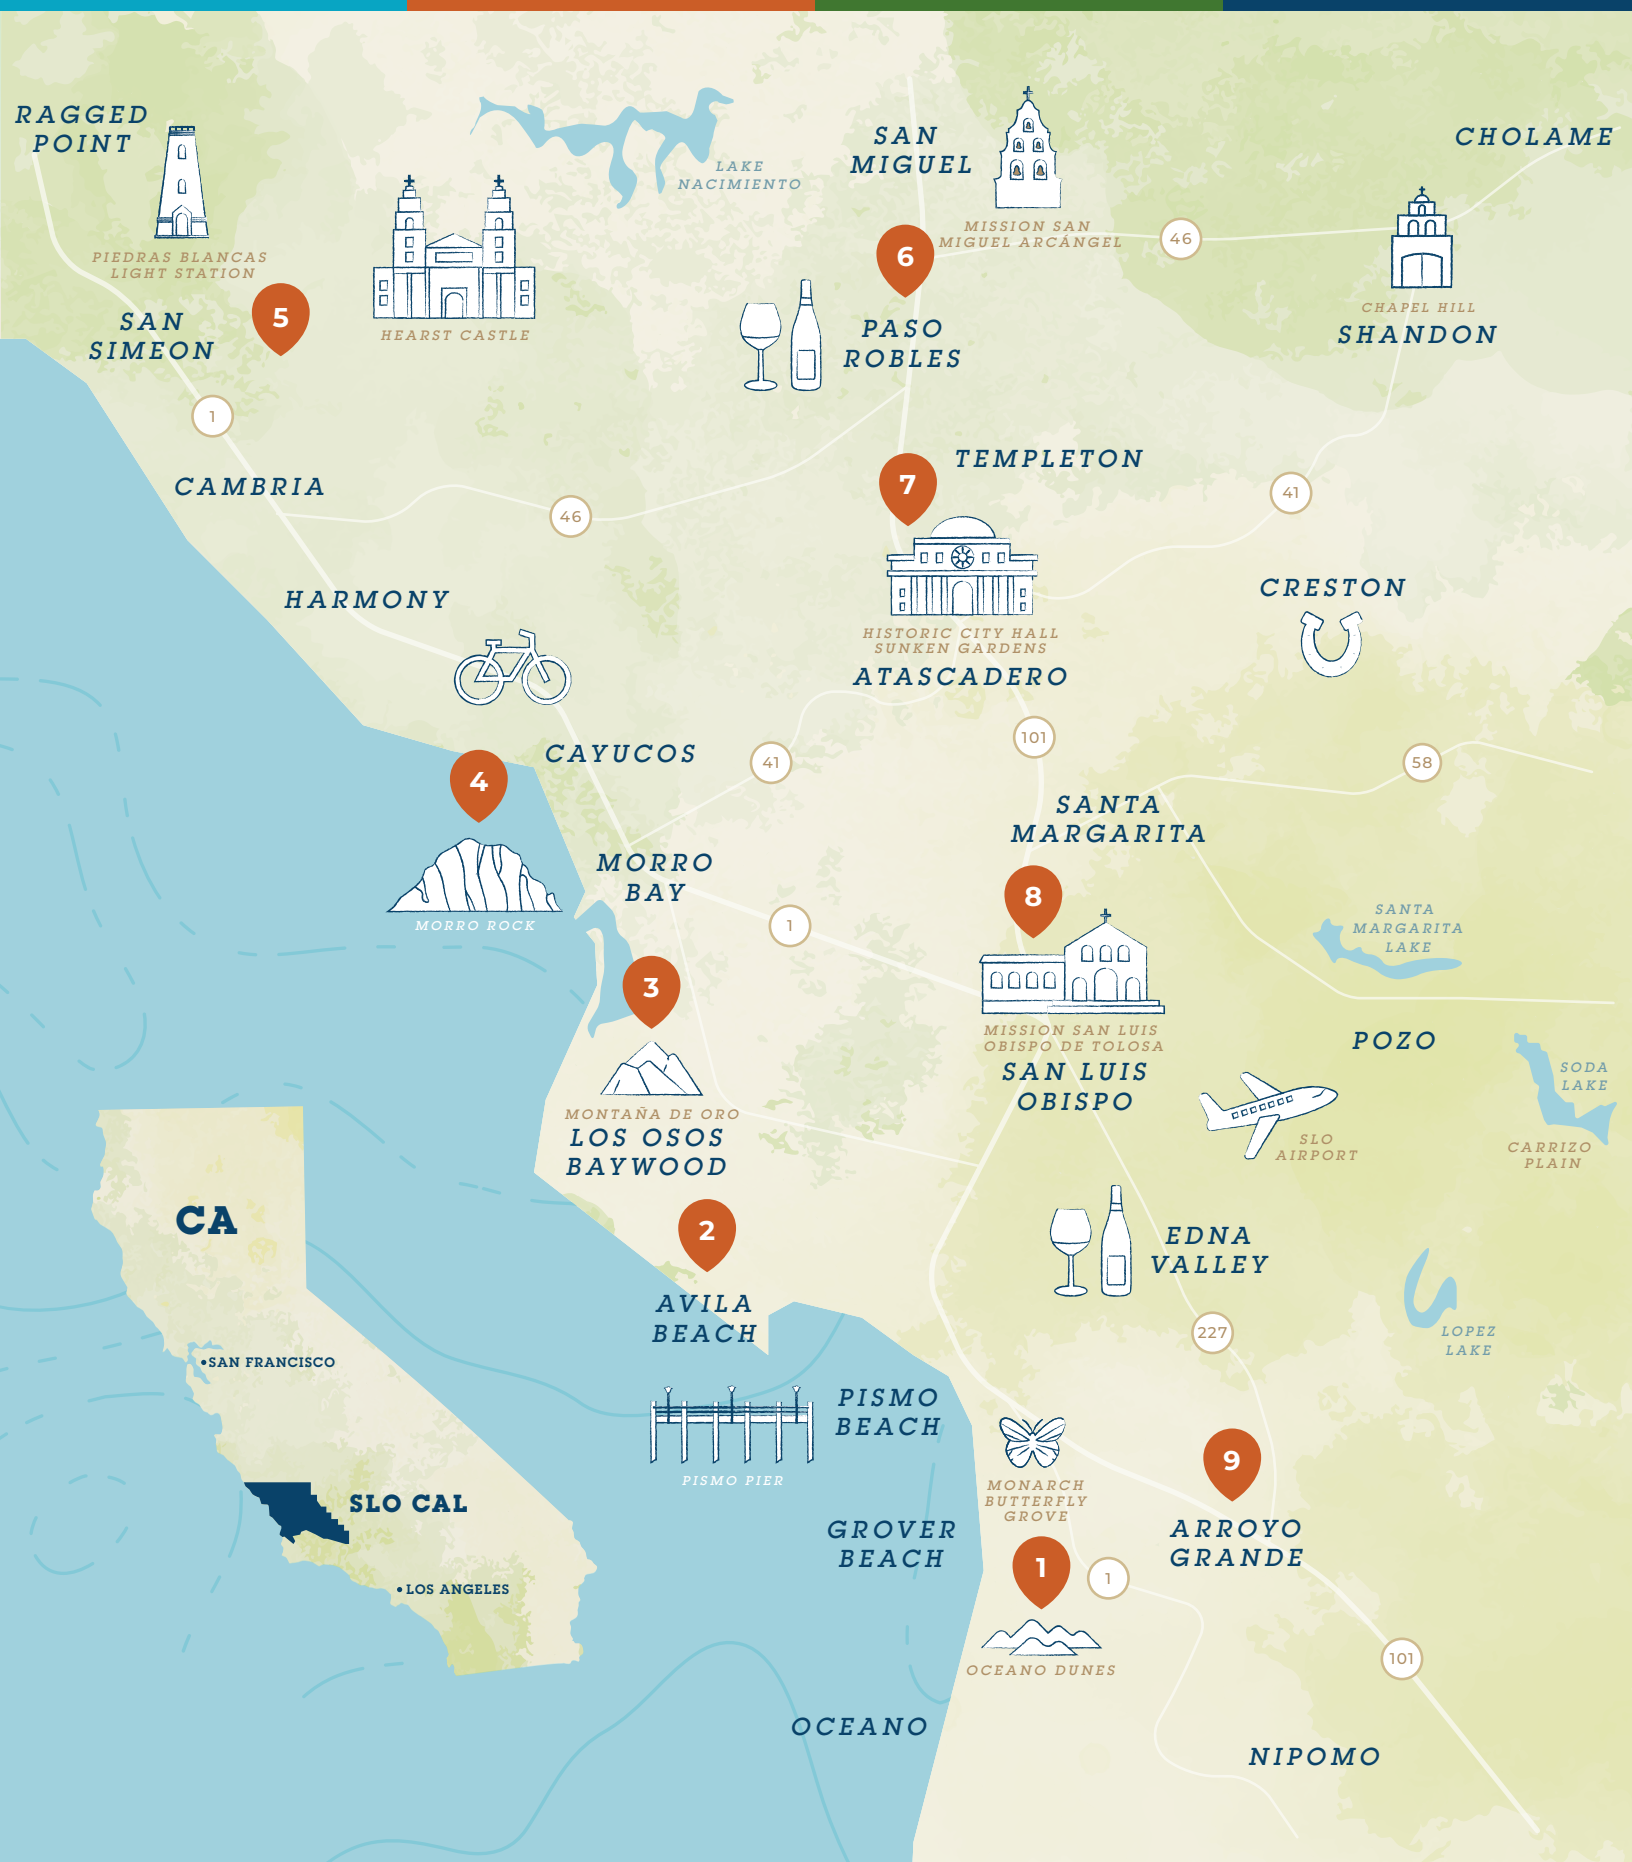 RAGGED
POINT
PIEDRAS BLANCAS
LIGHT STATION
SAN
SIMEON
5
HEARST CASTLE
LAKE
NACIMIENTO
SAN
MIGUEL
MISSION SAN
MIGUEL ARCÁNGEL
46
CHOLAME
CHAPEL HILL
SHANDON
6
PASO
ROBLES
1
CAMBRIA
46
7
TEMPLETON
41
HARMONY
HISTORIC CITY HALL
SUNKEN GARDENS
ATASCADERO
CRESTON
4
CAYUCOS
41
101
58
MORRO ROCK
MORRO
BAY
SANTA
MARGARITA
1
8
SANTA
MARGARITA
LAKE
3
MISSION SAN LUIS
OBISPO DE TOLOSA
SAN LUIS
OBISPO
POZO
SODA
LAKE
CARRIZO
PLAIN
MONTAÑA DE ORO
LOS OSOS
BAYWOOD
SLO
AIRPORT
2
AVILA
BEACH
EDNA
VALLEY
227
LOPEZ
LAKE
CA
SAN FRANCISCO
SLO CAL
LOS ANGELES
PISMO PIER
PISMO
BEACH
MONARCH
BUTTERFLY
GROVE
9
ARROYO
GRANDE
GROVER
BEACH
1
1
OCEANO DUNES
101
OCEANO
NIPOMO